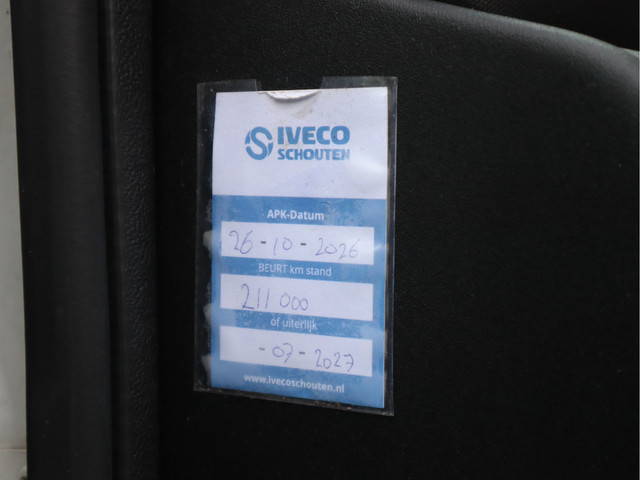 IVECO
SCHOUTEN
APK-Datum
26-10-2026
BEURT km stand
211 000
of uiterlijk
-07-2027
www.ivecoschouten.nl